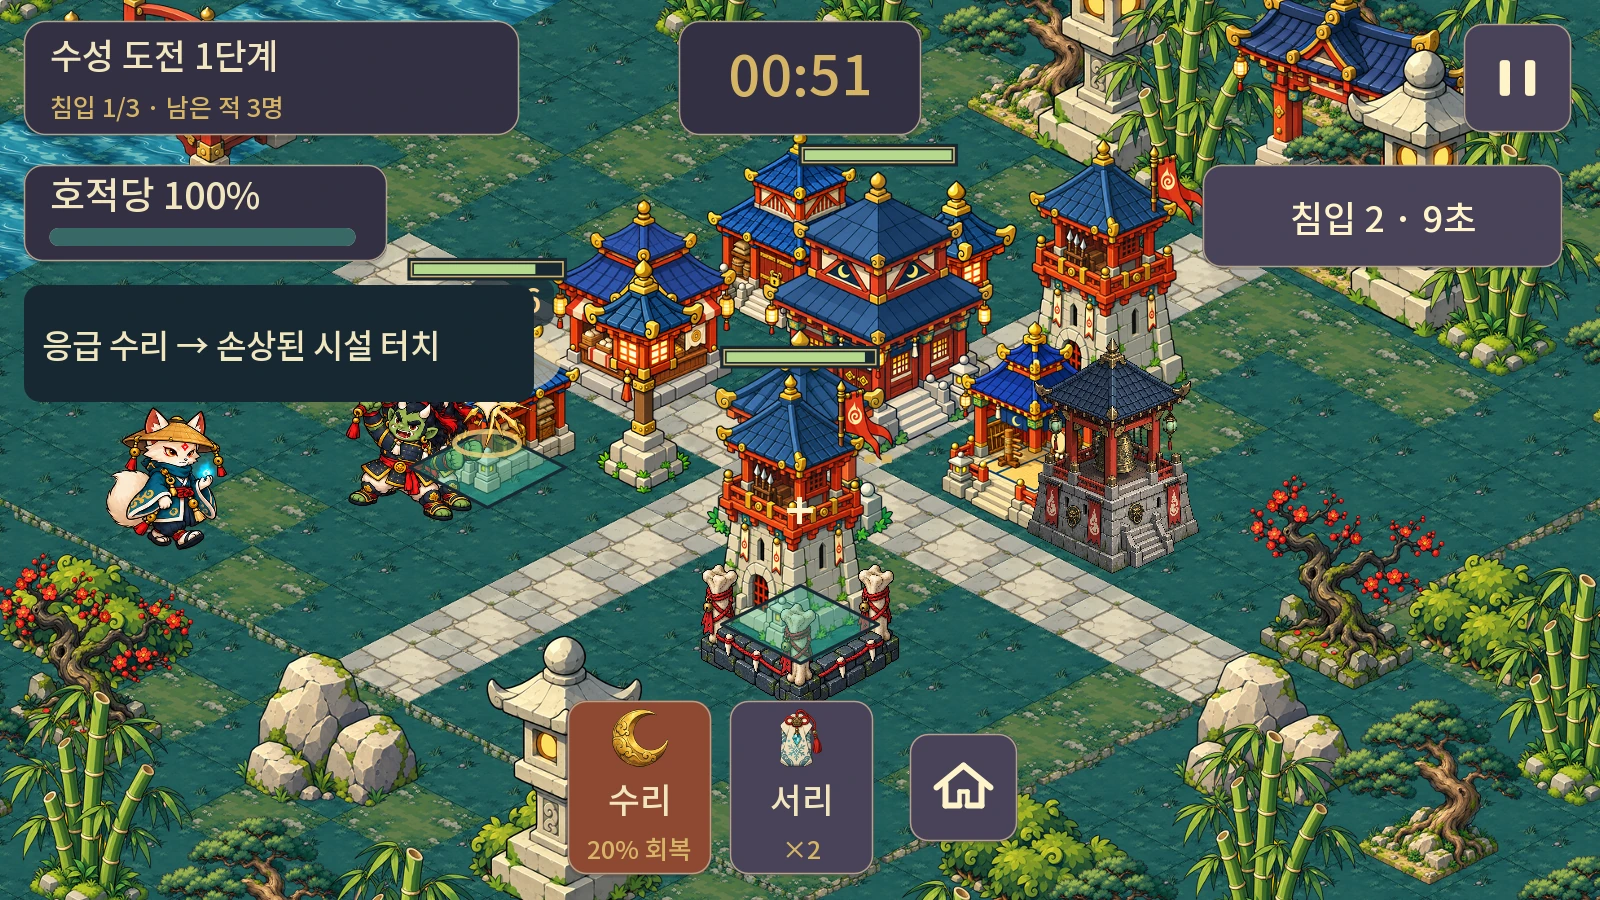 수성 도전 1단계
침입 1/3 · 남은 적 3명
00:51
호적당 100%
침입 2 · 9초
응급 수리 → 손상된 시설 터치
수리
20% 회복
서리
×2